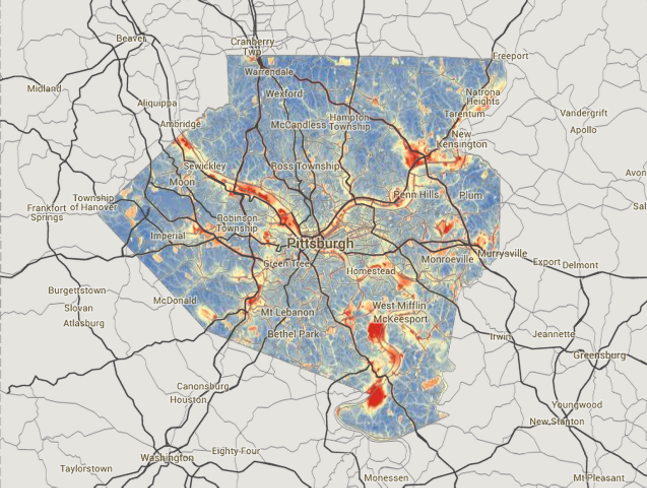 Beaver
Cranberry
Twp
Freeport
Warrendale
Midland
Wexford
Natrona
Heights
Aliquippa
Tarentum
Vandergrift
Hampton
Township
McCandless
Ambridge
Apollo
New
Kensington
Sewickley
Ross Township
Avon
Moon
Penn Hills
Plum
Township
of Hanover
Frankfort
Springs
Sal
Robinson
Township
Imperial
Pittsburgh
Murrysville
Green Tree
Monroeville
Export
Delmont
Homestead
Burgettstown
McDonald
Slovan
West Mifflin
Mt Lebanon
McKeesport
Atlasburg
Bethel Park
Irwin
Jeannette
Greensburg
Canonsburg
Houston
Youngwood
New Stanton
Eighty Four
Washington
Taylorstown
Monessen
Mt Pleasant